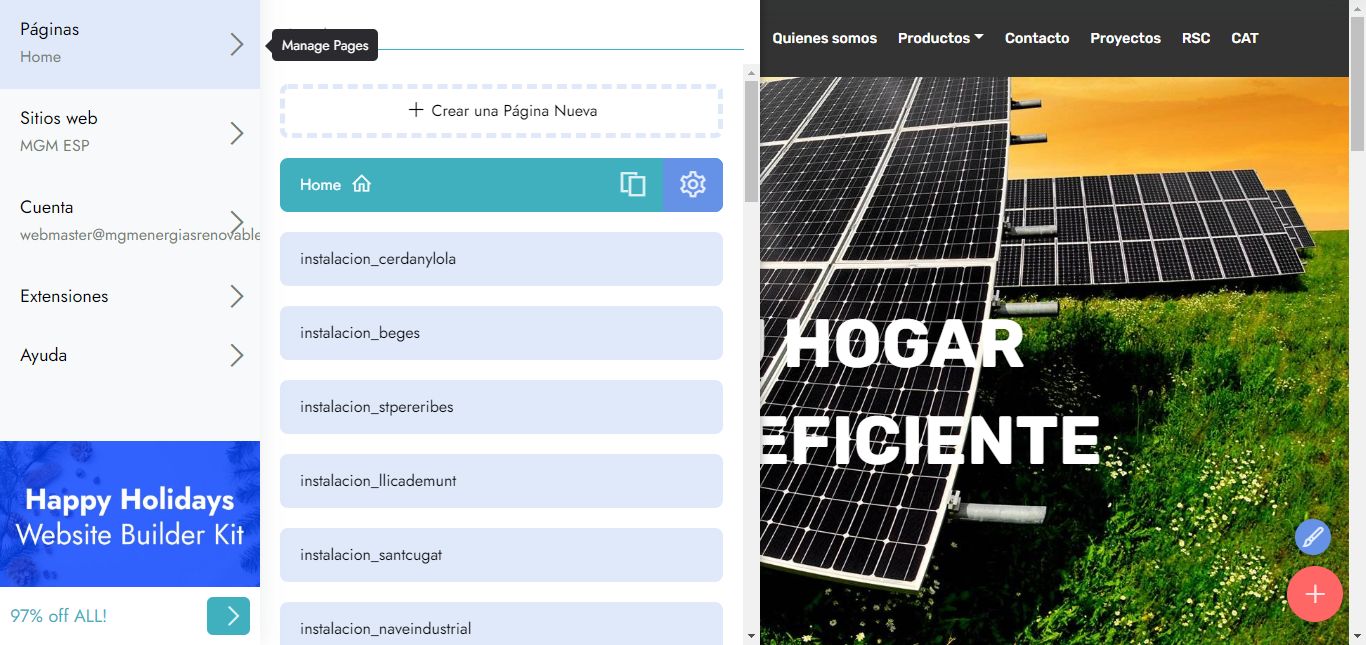 Páginas
Home
Sitios web
MGM ESP
Cuenta
webmaster@mgmenergiasrenovable
Extensiones
Ayuda
Happy Holidays
Website Builder Kit
97% off ALL!
Manage Pages
Crear una Página Nueva
Home
instalacion_cerdanylola
instalacion_beges
instalacion_stpereribes
instalacion_llicademunt
instalacion_santcugat
instalacion_naveindustrial
Quienes somos Productos Contacto Proyectos RSC CAT
HOGAR
EFICIENTE